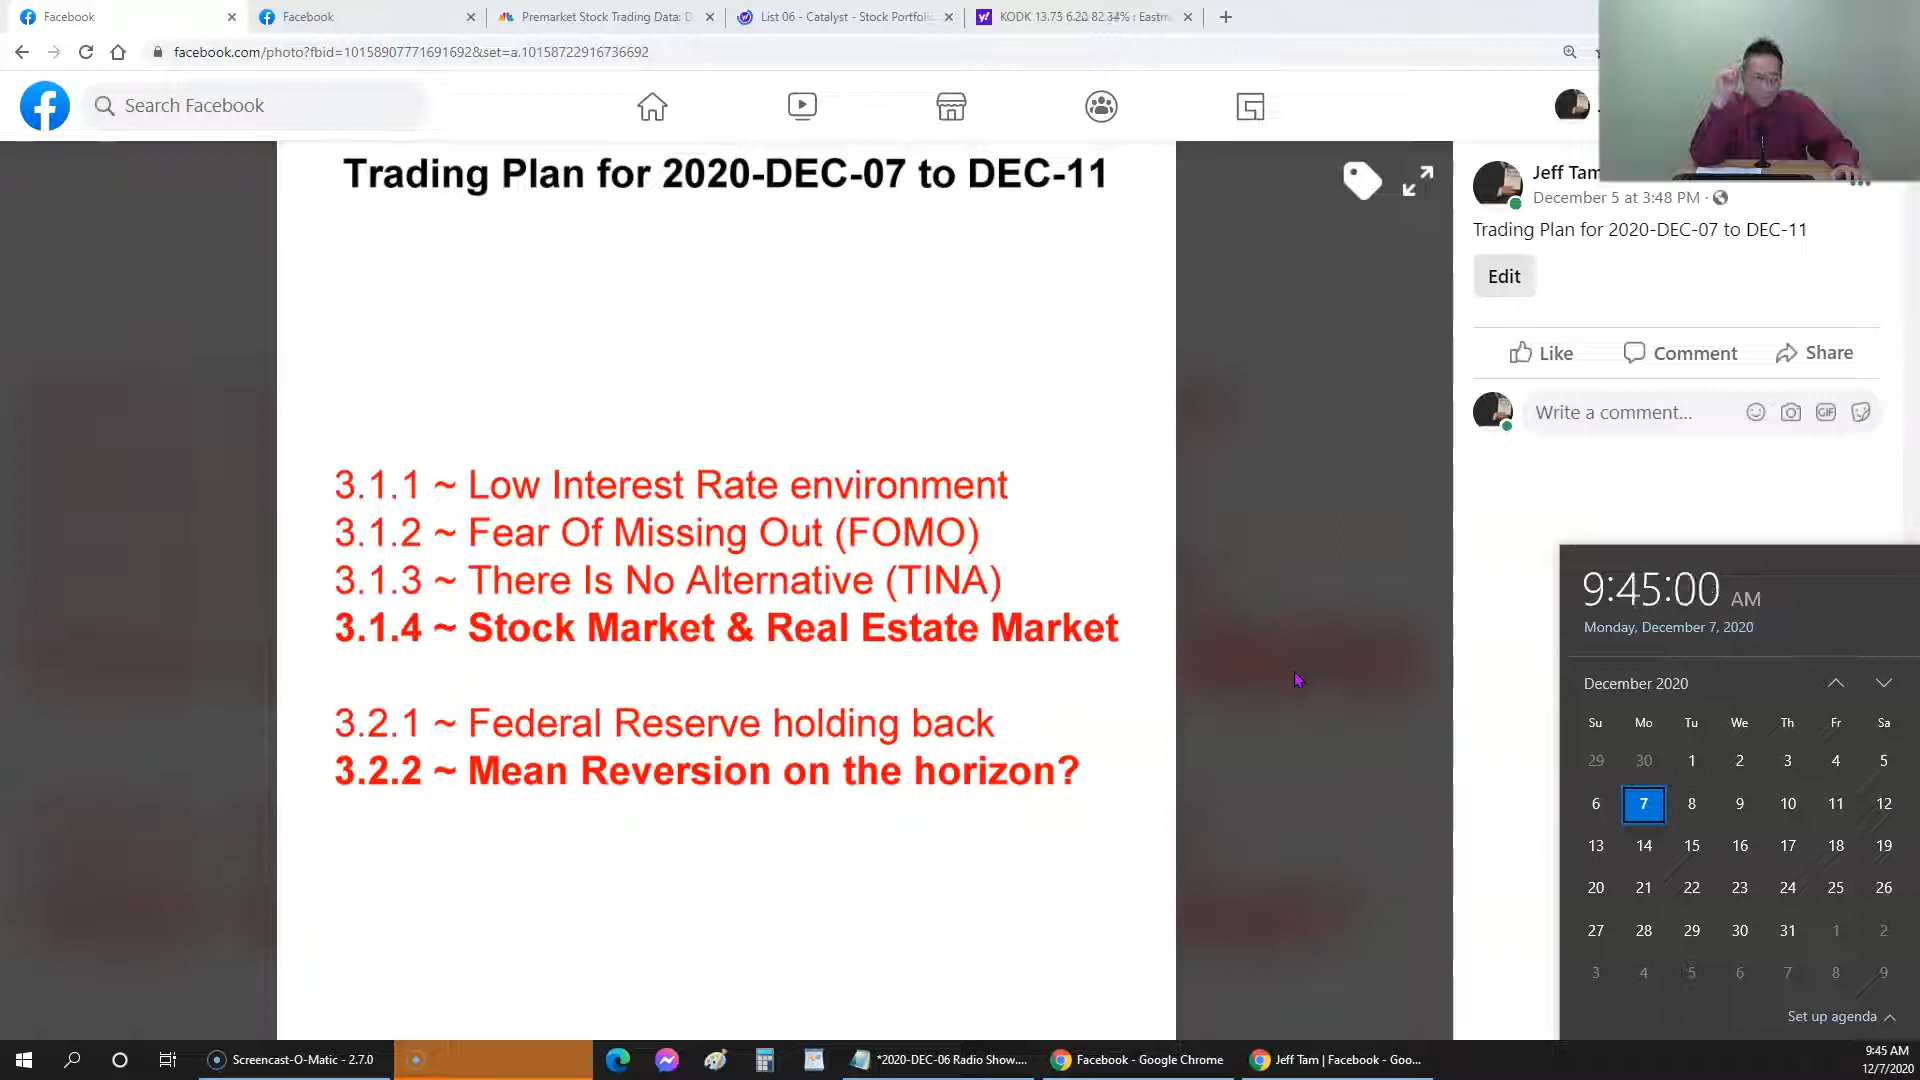 Facebook
Facebook
Premarket Stock Trading Data: D
List 06 - Catalyst - Stock Portfoli
KODK 13.73 6.20 82.34% : Eastm
facebook.com/photo?fbid=10158907771691692&set=a.10158722916736692
Search Facebook
Trading Plan for 2020-DEC-07 to DEC-11
3.1.1 ~ Low Interest Rate environment
3.1.2 ~ Fear Of Missing Out (FOMO)
3.1.3 ~ There Is No Alternative (TINA)
3.1.4 ~ Stock Market & Real Estate Market
3.2.1 ~ Federal Reserve holding back
3.2.2 ~ Mean Reversion on the horizon?
Jeff Tam
December 5 at 3:48 PM ·
Trading Plan for 2020-DEC-07 to DEC-11
Edit
Like Comment Share
Write a comment...
GIF
9:45:00 AM
Monday, December 7, 2020
December 2020
Su Mo Tu We Th Fr Sa
29 30 1 2 3 4 5
6 7 8 9 10 11 12
13 14 15 16 17 18 19
20 21 22 23 24 25 26
27 28 29 30 31 1 2
3 4 5 6 7 8 9
Set up agenda
Screencast-O-Matic - 2.7.0
*2020-DEC-06 Radio Show....
Facebook - Google Chrome
Jeff Tam | Facebook - Goo...
9:45 AM
12/7/2020